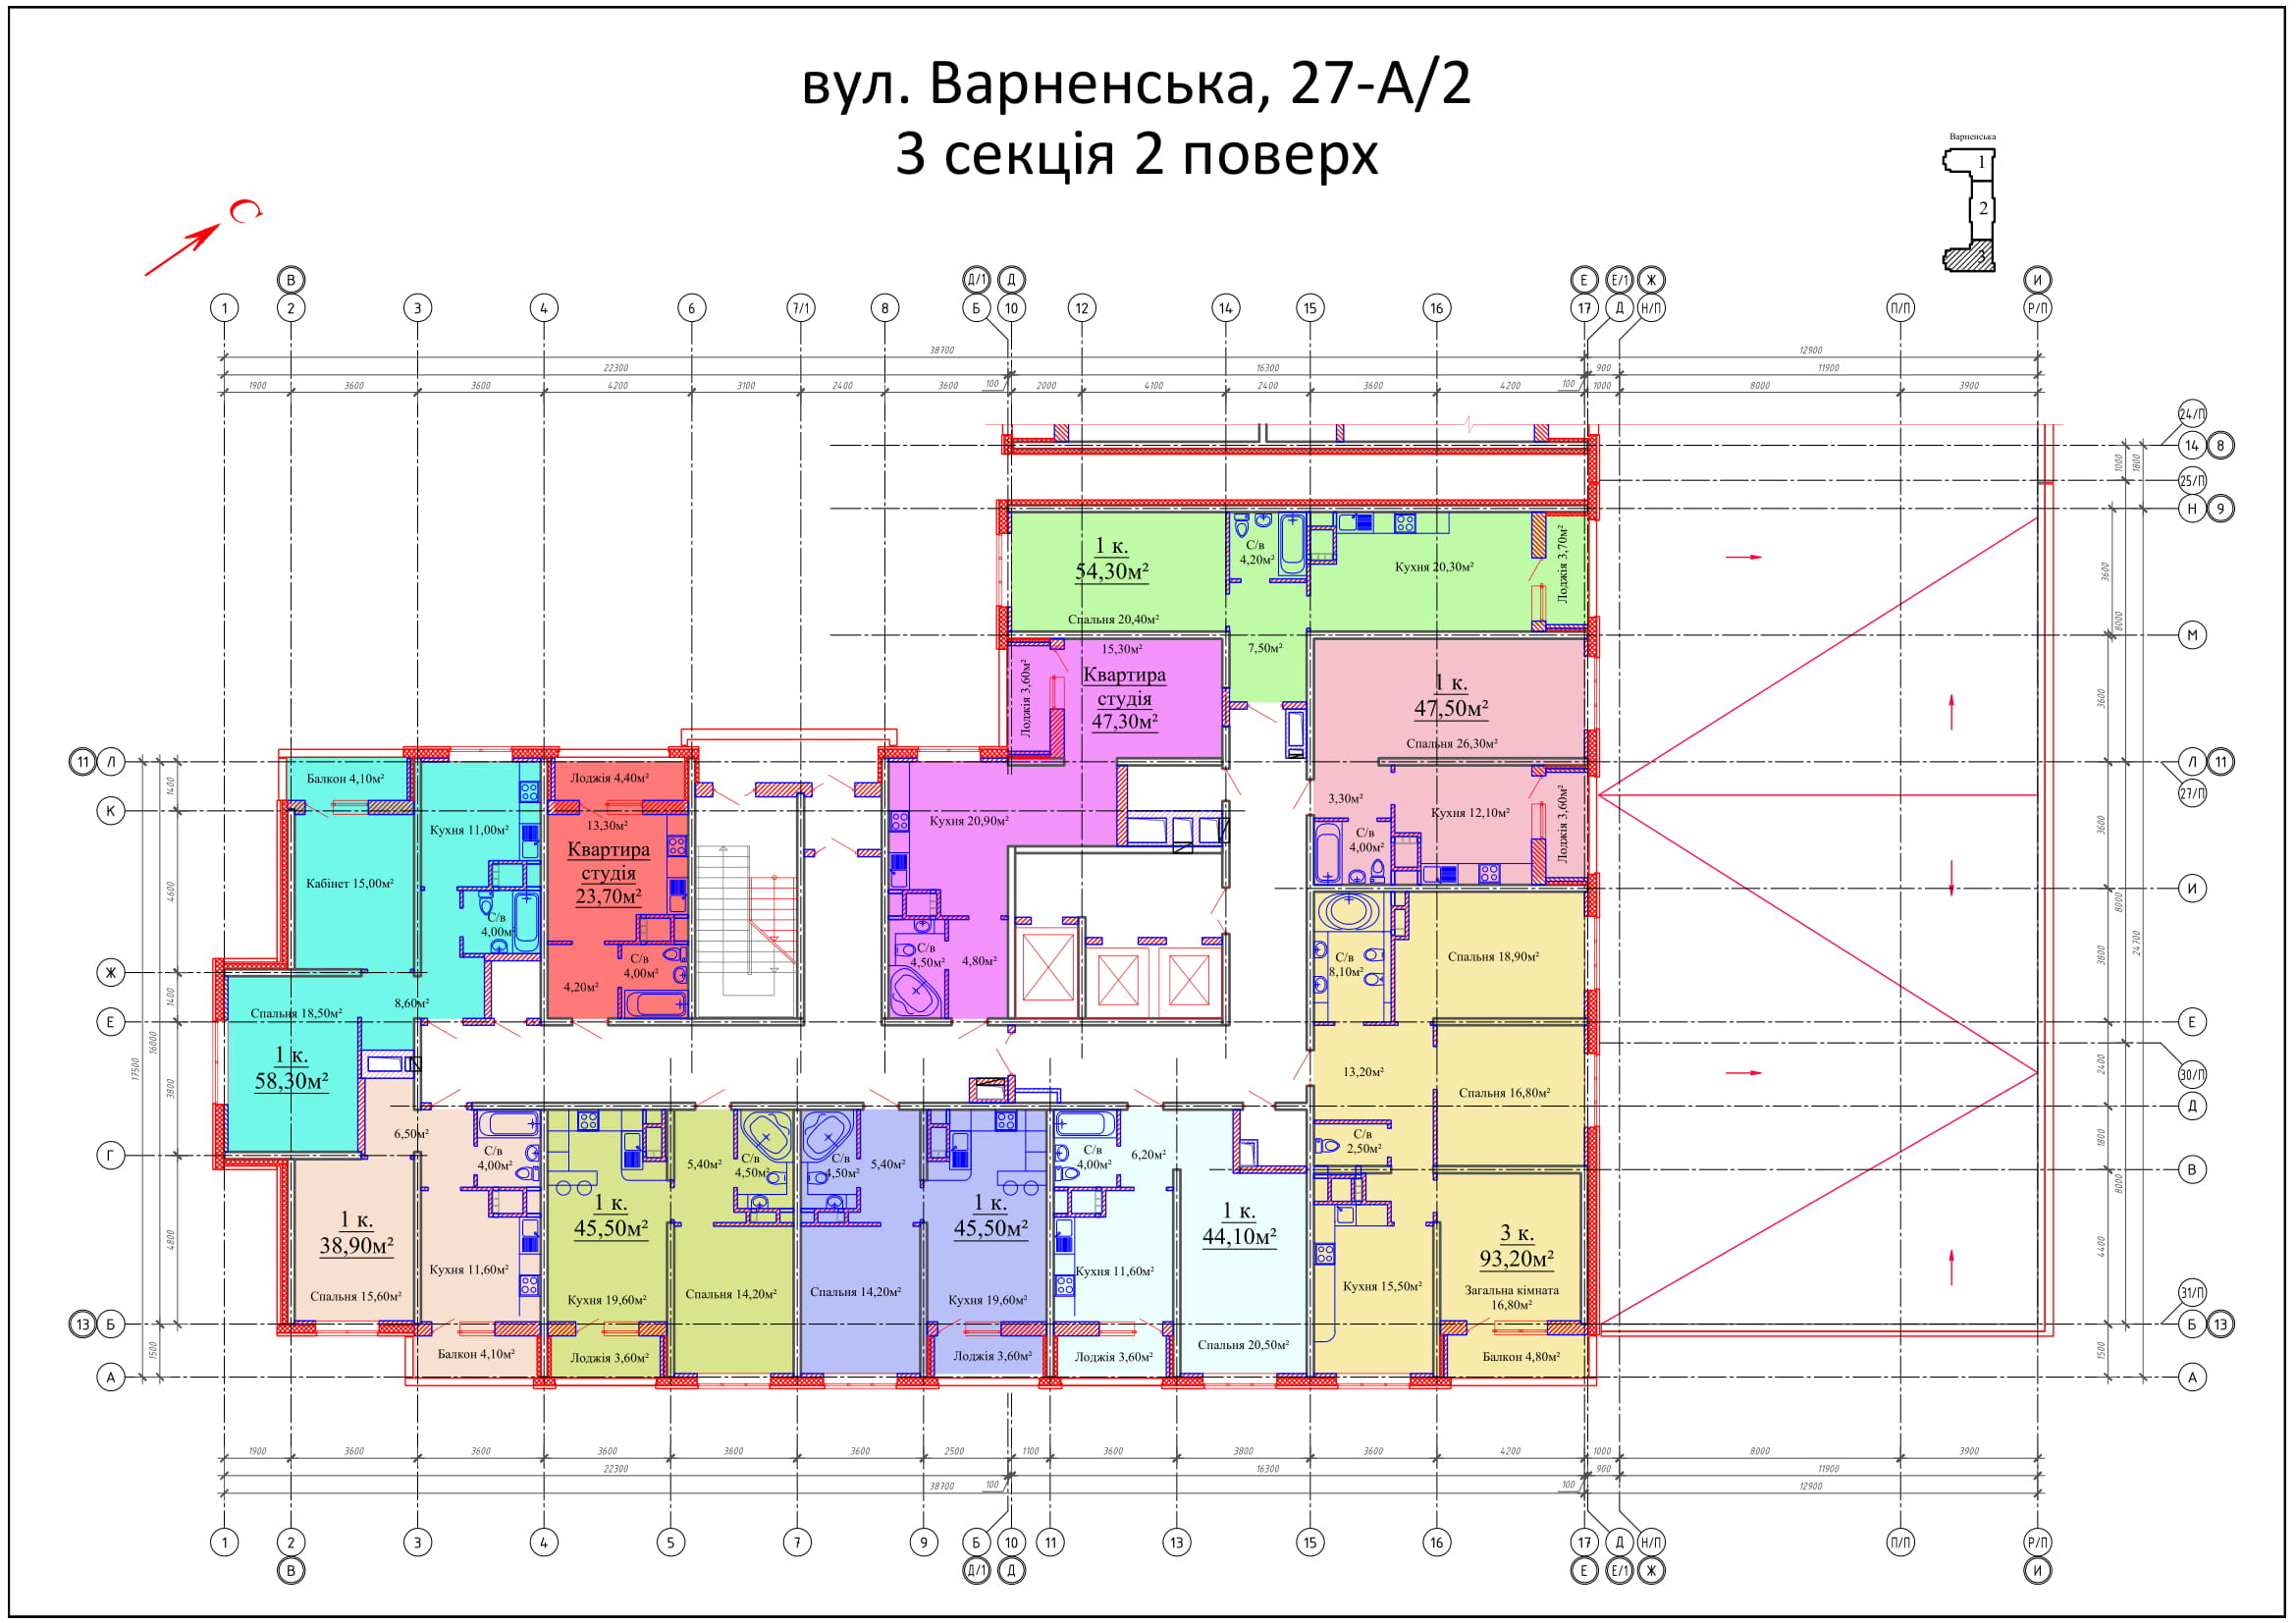 вул. Варненська, 27-А/2
3 секція 2 поверх
Варненська
1
2
3
С
В Д/1 Д Е Е/1 Ж И
1 2 3 4 6 7/1 8 Б 10 12 14 15 16 17 Д Н/П П/П Р/П
38700 12900
22300 16300 900 11900
1900 3600 3600 4200 3100 2400 3600 100 2000 4100 2400 3600 4200 100 1000 8000 3900
24/П
14 8
25/П
Н 9
М
Л 11
27/П
И
Е
30/П
Д
В
31/П
Б 13
А
1000 1800
3600
8000
3600
3600
8000
3800
24700
2400
1800
8000
4400
1500
11 Л
К
Ж
Е
Г
13 Б
А
1400
4600
1400
16000
17500
3800
4800
1500
1 к.
54,30м²
Спальня 20,40м²
С/в
4,20м²
Кухня 20,30м²
Лоджія 3,70м²
7,50м²
15,30м²
Квартира
студія
47,30м²
Лоджія 3,60м²
Кухня 20,90м²
С/в
4,50м²
4,80м²
1 к.
47,50м²
Спальня 26,30м²
3,30м²
С/в
4,00м²
Кухня 12,10м²
Лоджія 3,60м²
Балкон 4,10м²
Кухня 11,00м²
Кабінет 15,00м²
С/в
4,00м²
8,60м²
Спальня 18,50м²
1 к.
58,30м²
Лоджія 4,40м²
13,30м²
Квартира
студія
23,70м²
С/в
4,00м²
4,20м²
С/в
8,10м²
Спальня 18,90м²
13,20м²
Спальня 16,80м²
С/в
2,50м²
3 к.
93,20м²
Кухня 15,50м²
Загальна кімната
16,80м²
Балкон 4,80м²
6,50м²
С/в
4,00м²
1 к.
38,90м²
Кухня 11,60м²
Спальня 15,60м²
Балкон 4,10м²
1 к.
45,50м²
5,40м²
С/в
4,50м²
Кухня 19,60м²
Спальня 14,20м²
Лоджія 3,60м²
С/в
4,50м²
5,40м²
1 к.
45,50м²
Спальня 14,20м²
Кухня 19,60м²
Лоджія 3,60м²
С/в
4,00м²
6,20м²
1 к.
44,10м²
Кухня 11,60м²
Спальня 20,50м²
Лоджія 3,60м²
1900 3600 3600 3600 3600 3600 2500 1100 3600 3800 3600 4200 1000 8000 3900
22300 16300 900 11900
38700 100 100 12900
1 2 3 4 5 7 9 Б 10 11 13 15 16 17 Д Н/П П/П Р/П
В Д/1 Д Е Е/1 Ж И